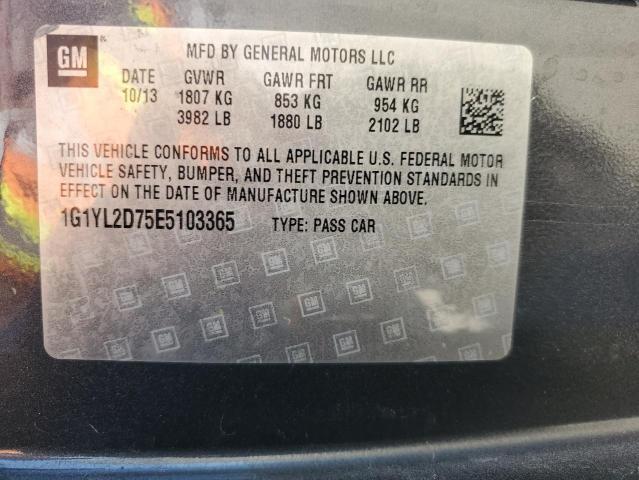 GM
MFD BY GENERAL MOTORS LLC
DATE GVWR GAWR FRT GAWR RR
10/13 1807 KG 853 KG 954 KG
3982 LB 1880 LB 2102 LB
THIS VEHICLE CONFORMS TO ALL APPLICABLE U.S. FEDERAL MOTOR
VEHICLE SAFETY, BUMPER, AND THEFT PREVENTION STANDARDS IN
EFFECT ON THE DATE OF MANUFACTURE SHOWN ABOVE.
1G1YL2D75E5103365 TYPE: PASS CAR